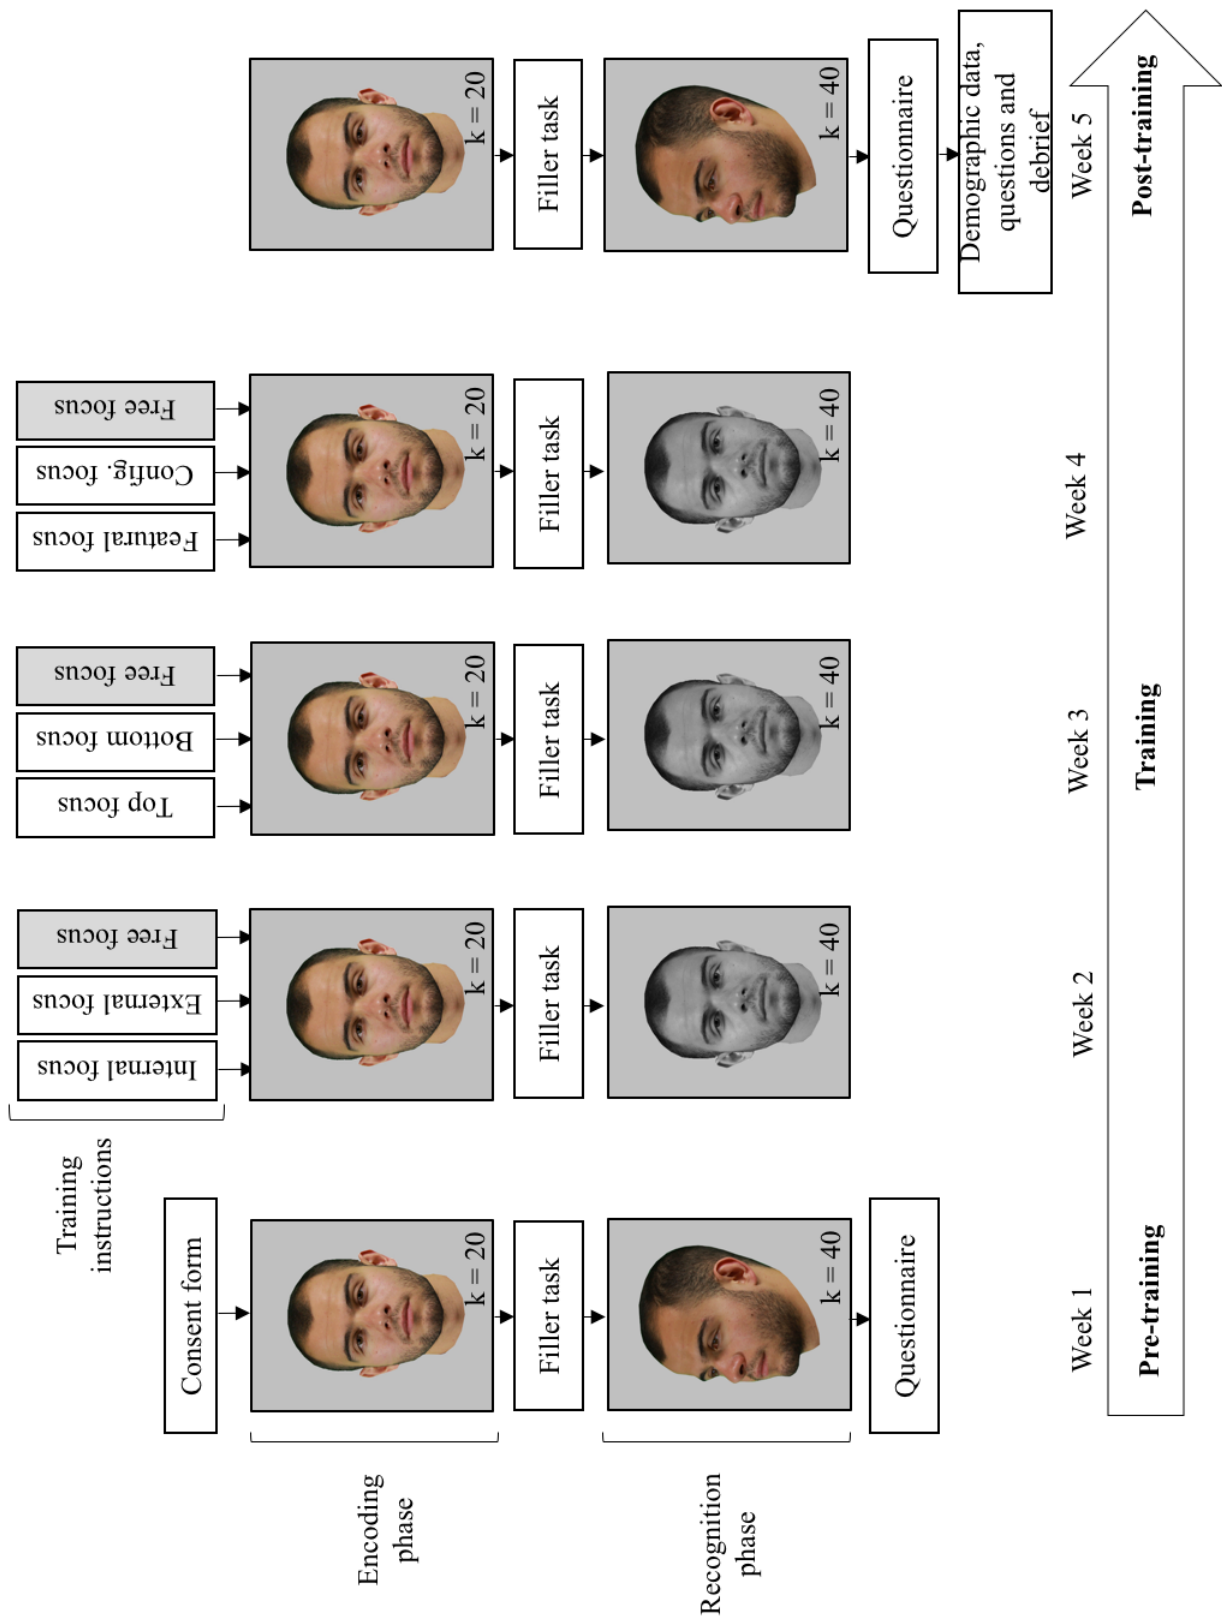 Training
instructions
Consent form
Internal focus
External focus
Free focus
Top focus
Bottom focus
Free focus
Featural focus
Config. focus
Free focus
Encoding
phase
k = 20
k = 20
k = 20
k = 20
k = 20
Filler task
Filler task
Filler task
Filler task
Filler task
Recognition
phase
k = 40
k = 40
k = 40
k = 40
k = 40
Questionnaire
Questionnaire
Demographic data,
questions and
debrief
Week 1
Week 2
Week 3
Week 4
Week 5
Pre-training
Training
Post-training